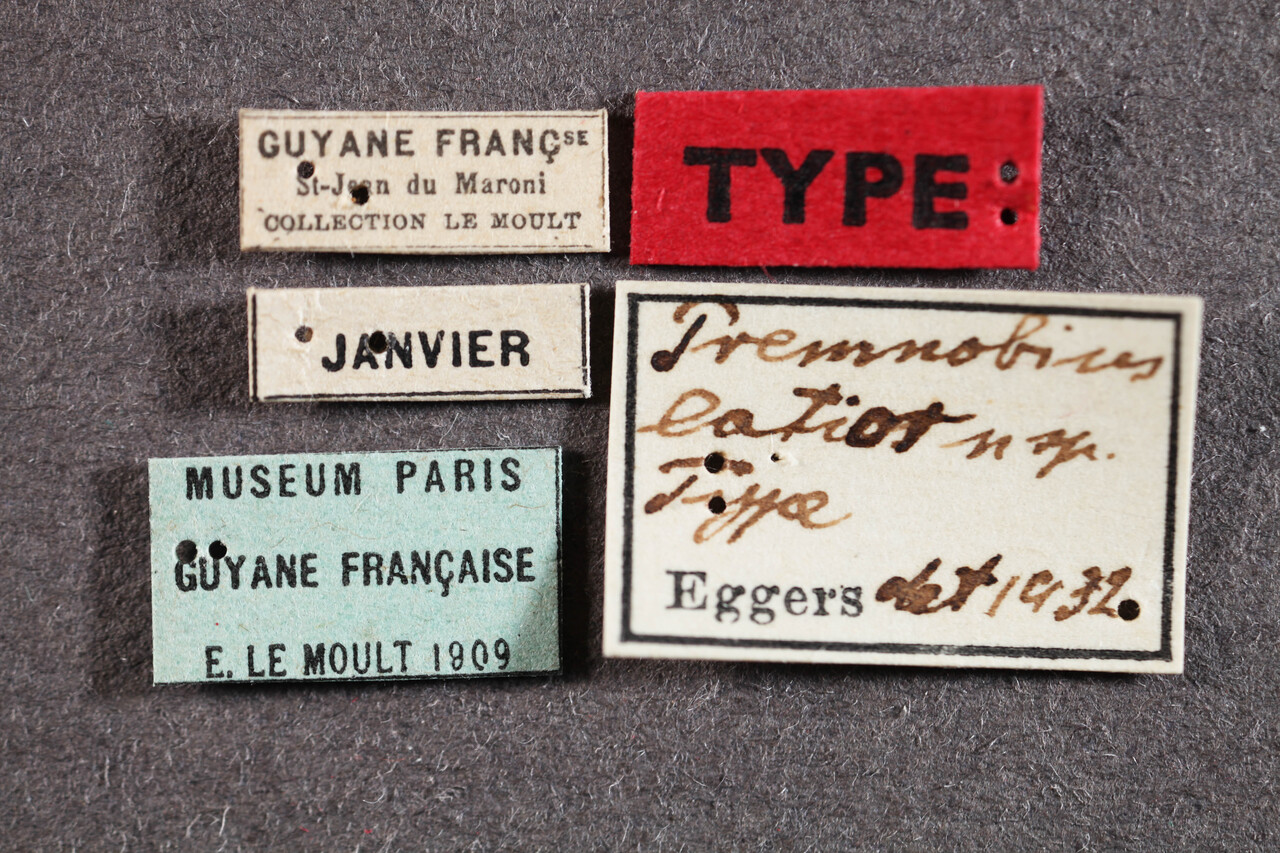 GUYANE FRANÇSE
St-Jean du Maroni
COLLECTION LE MOULT
TYPE
JANVIER
Premnobius
latior n sp.
Type
Eggers det 1932
MUSEUM PARIS
GUYANE FRANÇAISE
E. LE MOULT 1909